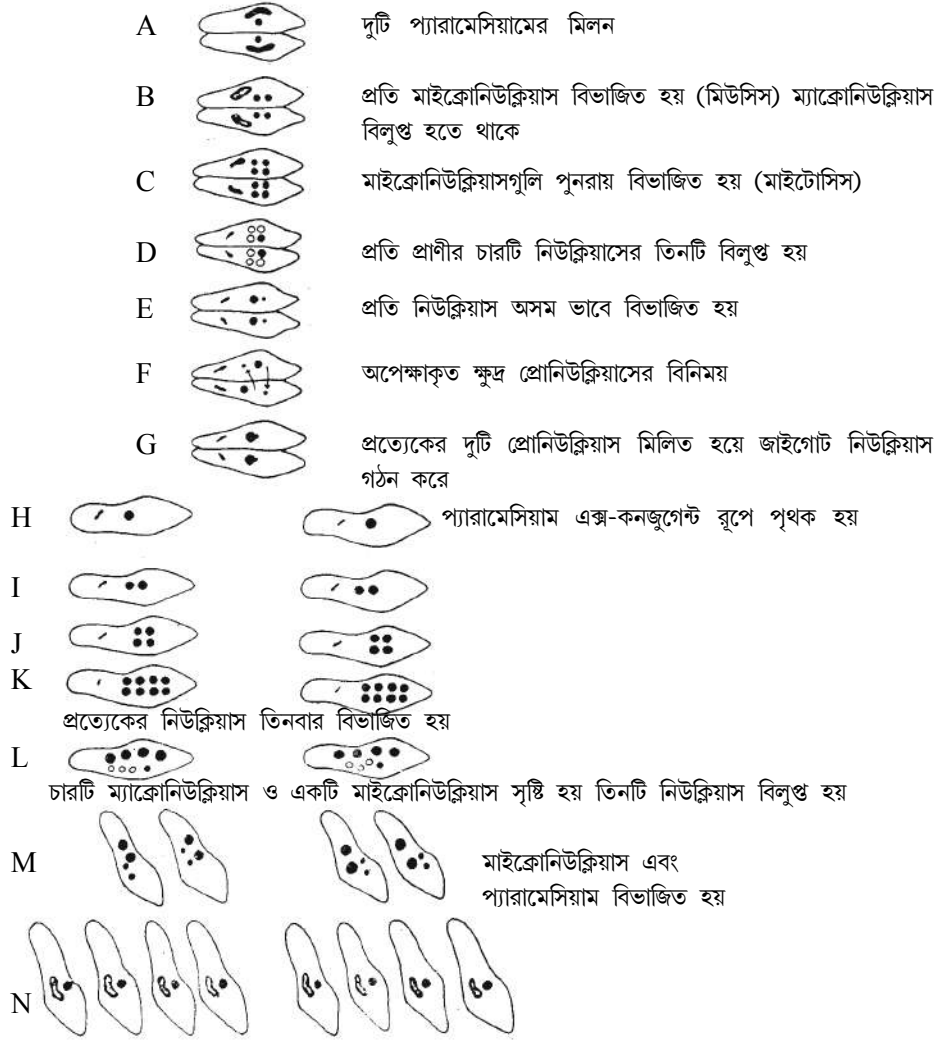 A দুটি প্যারামেসিয়ামের মিলন
B প্রতি মাইক্রোনিউক্লিয়াস বিভাজিত হয় (মিউসিস) ম্যাক্রোনিউক্লিয়াস
বিলুপ্ত হতে থাকে
C মাইক্রোনিউক্লিয়াসগুলি পুনরায় বিভাজিত হয় (মাইটোসিস)
D প্রতি প্রাণীর চারটি নিউক্লিয়াসের তিনটি বিলুপ্ত হয়
E প্রতি নিউক্লিয়াস অসম ভাবে বিভাজিত হয়
F অপেক্ষাকৃত ক্ষুদ্র প্রোনিউক্লিয়াসের বিনিময়
G প্রত্যেকের দুটি প্রোনিউক্লিয়াস মিলিত হয়ে জাইগোট নিউক্লিয়াস
গঠন করে
H প্যারামেসিয়াম এক্স-কনজুগেন্ট রূপে পৃথক হয়
I
J
K
প্রত্যেকের নিউক্লিয়াস তিনবার বিভাজিত হয়
L
চারটি ম্যাক্রোনিউক্লিয়াস ও একটি মাইক্রোনিউক্লিয়াস সৃষ্টি হয় তিনটি নিউক্লিয়াস বিলুপ্ত হয়
M মাইক্রোনিউক্লিয়াস এবং
প্যারামেসিয়াম বিভাজিত হয়
N